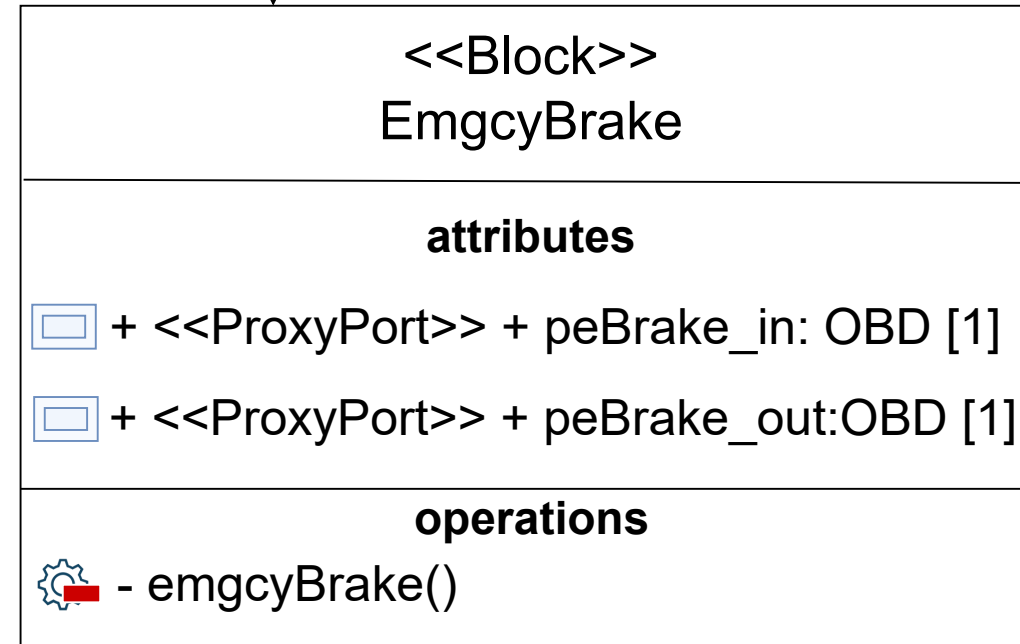 <<Block>>
EmgcyBrake
attributes
+ <<ProxyPort>> + peBrake_in: OBD [1]
+ <<ProxyPort>> + peBrake_out:OBD [1]
operations
- emgcyBrake()